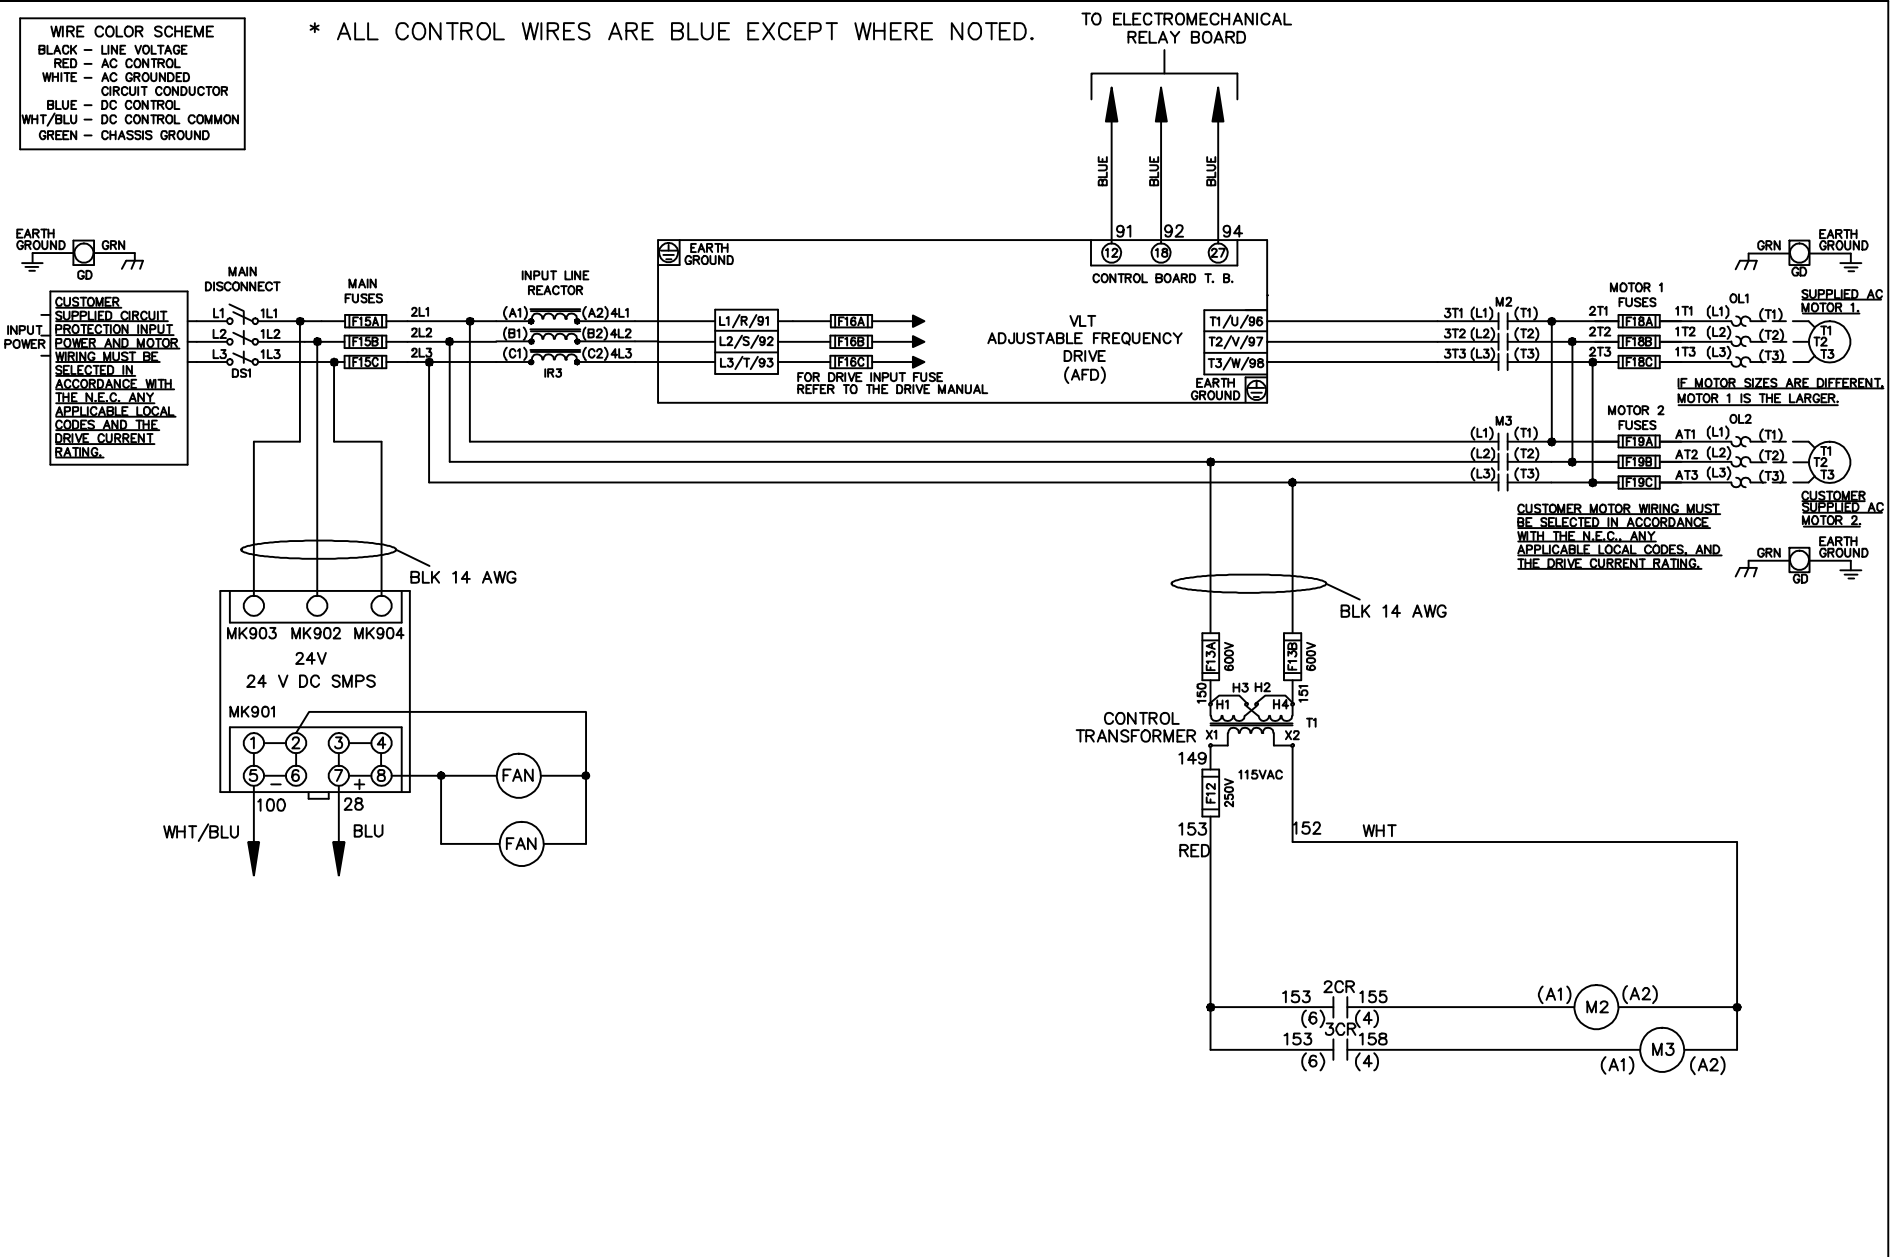 WIRE COLOR SCHEME
BLACK – LINE VOLTAGE
RED – AC CONTROL
WHITE – AC GROUNDED
CIRCUIT CONDUCTOR
BLUE – DC CONTROL
WHT/BLU – DC CONTROL COMMON
GREEN – CHASSIS GROUND
* ALL CONTROL WIRES ARE BLUE EXCEPT WHERE NOTED.
TO ELECTROMECHANICAL
RELAY BOARD
BLUE BLUE BLUE
91 92 94
12 18 27
CONTROL BOARD T. B.
EARTH
GROUND
GRN
GD
INPUT
POWER
CUSTOMER
SUPPLIED CIRCUIT
PROTECTION INPUT
POWER AND MOTOR
WIRING MUST BE
SELECTED IN
ACCORDANCE WITH
THE N.E.C. ANY
APPLICABLE LOCAL
CODES AND THE
DRIVE CURRENT
RATING.
MAIN
DISCONNECT
L1 1L1
L2 1L2
L3 1L3
DS1
MAIN
FUSES
F15A
F15B
F15C
2L1
2L2
2L3
INPUT LINE
REACTOR
(A1) (A2) 4L1
(B1) (B2) 4L2
(C1) (C2) 4L3
IR3
EARTH
GROUND
L1/R/91
L2/S/92
L3/T/93
F16A
F16B
F16C
FOR DRIVE INPUT FUSE
REFER TO THE DRIVE MANUAL
VLT
ADJUSTABLE FREQUENCY
DRIVE
(AFD)
T1/U/96
T2/V/97
T3/W/98
EARTH
GROUND
M2
3T1 (L1) (T1)
3T2 (L2) (T2)
3T3 (L3) (T3)
MOTOR 1
FUSES
2T1 F18A 1T1 (L1) (T1)
2T2 F18B 1T2 (L2) (T2)
2T3 F18C 1T3 (L3) (T3)
OL1
GRN
GD
EARTH
GROUND
SUPPLIED AC
MOTOR 1.
T1
T2
T3
IF MOTOR SIZES ARE DIFFERENT,
MOTOR 1 IS THE LARGER.
M3
(L1) (T1)
(L2) (T2)
(L3) (T3)
MOTOR 2
FUSES
F19A AT1 (L1) (T1)
F19B AT2 (L2) (T2)
F19C AT3 (L3) (T3)
OL2
T1
T2
T3
CUSTOMER
SUPPLIED AC
MOTOR 2.
CUSTOMER MOTOR WIRING MUST
BE SELECTED IN ACCORDANCE
WITH THE N.E.C., ANY
APPLICABLE LOCAL CODES, AND
THE DRIVE CURRENT RATING.
GRN
GD
EARTH
GROUND
BLK 14 AWG
MK903 MK902 MK904
24V
24 V DC SMPS
MK901
1 2 3 4
5 – 6 7 + 8
100 28
WHT/BLU BLU
FAN
FAN
BLK 14 AWG
F13A 600V
F13B 600V
150 151
H3 H2
H1 H4
CONTROL
TRANSFORMER
T1
X1 X2
149
115VAC
F12 250V
153
RED
152 WHT
2CR
153 155
(6) (4)
(A1) M2 (A2)
3CR
153 158
(6) (4)
(A1) M3 (A2)